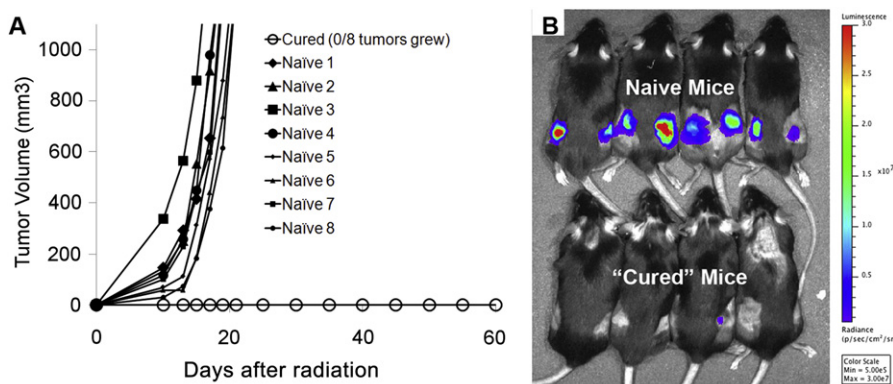 A
Tumor Volume (mm3)
1000
800
600
400
200
0
0
20
40
60
Days after radiation
Cured (0/8 tumors grew)
Naïve 1
Naïve 2
Naïve 3
Naïve 4
Naïve 5
Naïve 6
Naïve 7
Naïve 8
B
Naive Mice
"Cured" Mice
Luminescence
3.0
2.5
2.0
x10⁷
1.5
1.0
0.5
Radiance
(p/sec/cm²/sr
Color Scale
Min = 5.00e5
Max = 3.00e7